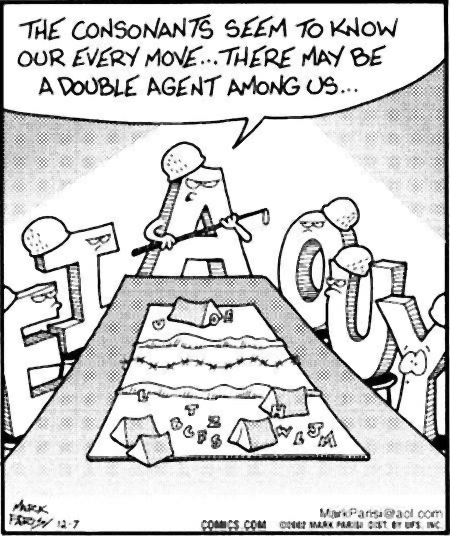 THE CONSONANTS SEEM TO KNOW
OUR EVERY MOVE...THERE MAY BE
A DOUBLE AGENT AMONG US...
A
I
O
E
U
Y
MARK
PARISI 12-7
MarkParisi@aol.com
COMICS.COM ©2002 MARK PARISI DIST. BY UFS, INC.